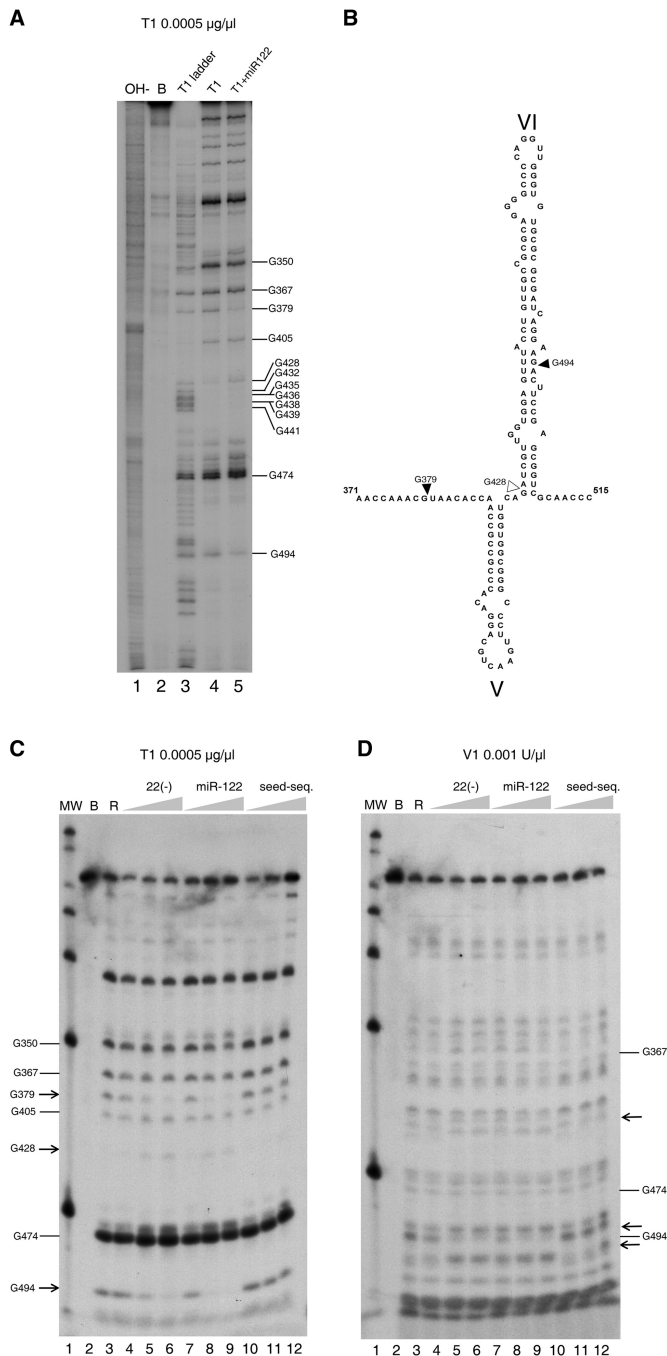 A
T1 0.0005 µg/µl
OH- B T1 ladder T1 T1+miR122
G350
G367
G379
G405
G428
G432
G435
G436
G438
G439
G441
G474
G494
1 2 3 4 5
B
VI
G494
G379
G428
371
515
AACCAAACGUAACACCA
GCAACCC
V
C
T1 0.0005 µg/µl
22(-) miR-122 seed-seq.
MW B R
G350
G367
G379
G405
G428
G474
G494
1 2 3 4 5 6 7 8 9 10 11 12
D
V1 0.001 U/µl
22(-) miR-122 seed-seq.
MW B R
G367
G474
G494
1 2 3 4 5 6 7 8 9 10 11 12